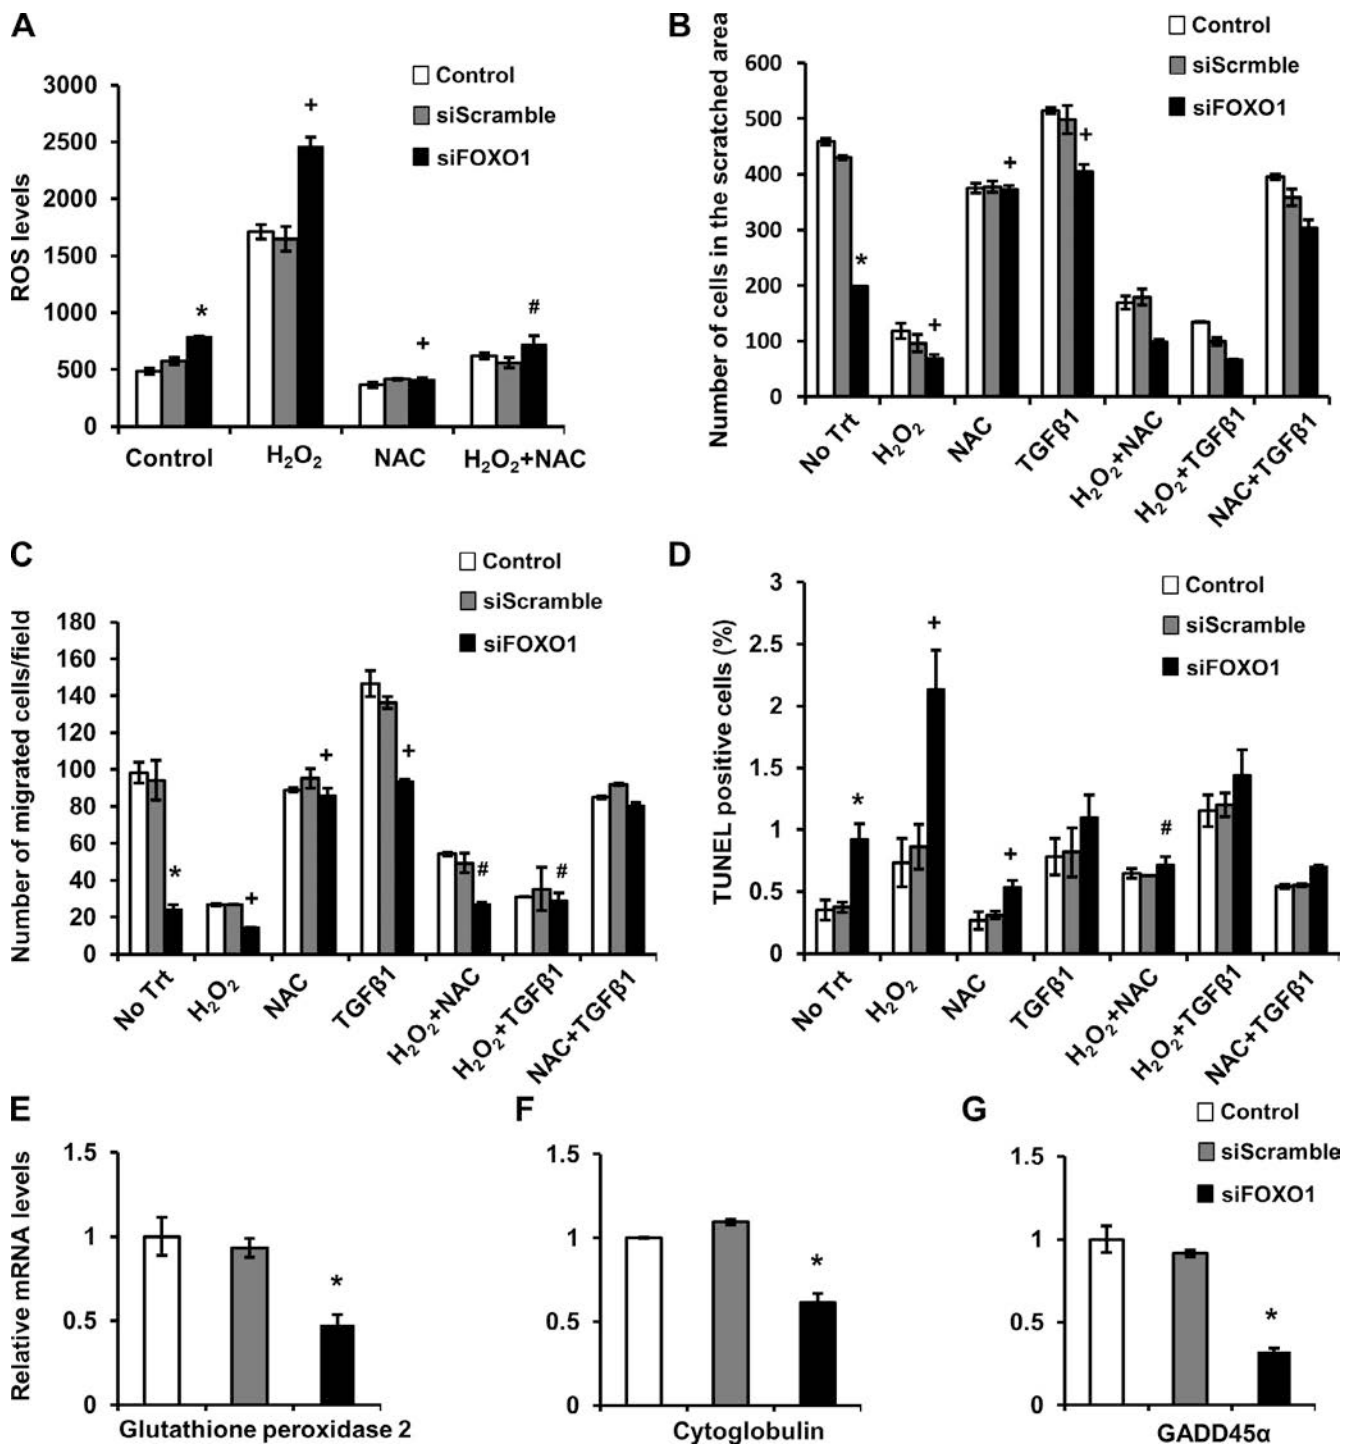 A
Control
siScramble
siFOXO1
ROS levels
3000
2500
2000
1500
1000
500
0
+
*
+
#
Control
H₂O₂
NAC
H₂O₂+NAC
B
Control
siScrmble
siFOXO1
Number of cells in the scratched area
600
500
400
300
200
100
0
*
+
+
+
No Trt
H₂O₂
NAC
TGFβ1
H₂O₂+NAC
H₂O₂+TGFβ1
NAC+TGFβ1
C
Control
siScramble
siFOXO1
Number of migrated cells/field
180
160
140
120
100
80
60
40
20
0
*
+
+
+
#
#
No Trt
H₂O₂
NAC
TGFβ1
H₂O₂+NAC
H₂O₂+TGFβ1
NAC+TGFβ1
D
Control
siScramble
siFOXO1
TUNEL positive cells (%)
3
2.5
2
1.5
1
0.5
0
*
+
+
#
No Trt
H₂O₂
NAC
TGFβ1
H₂O₂+NAC
H₂O₂+TGFβ1
NAC+TGFβ1
E
Relative mRNA levels
1.5
1
0.5
0
*
Glutathione peroxidase 2
F
1.5
1
0.5
0
*
Cytoglobulin
G
Control
siScramble
siFOXO1
1.5
1
0.5
0
*
GADD45α